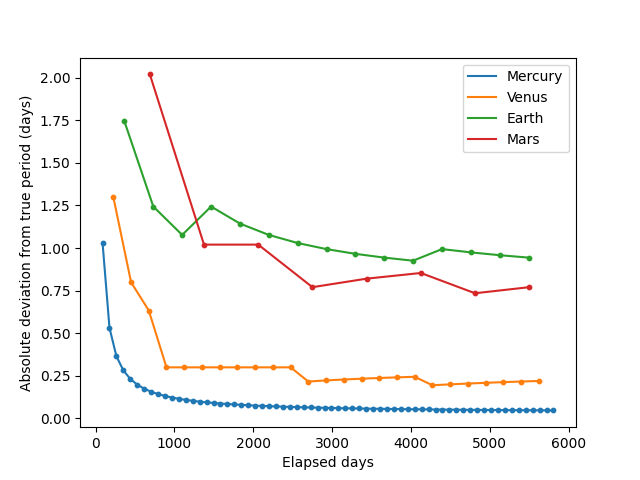 2.00
1.75
1.50
1.25
1.00
0.75
0.50
0.25
0.00
Absolute deviation from true period (days)
Mercury
Venus
Earth
Mars
0 1000 2000 3000 4000 5000 6000
Elapsed days